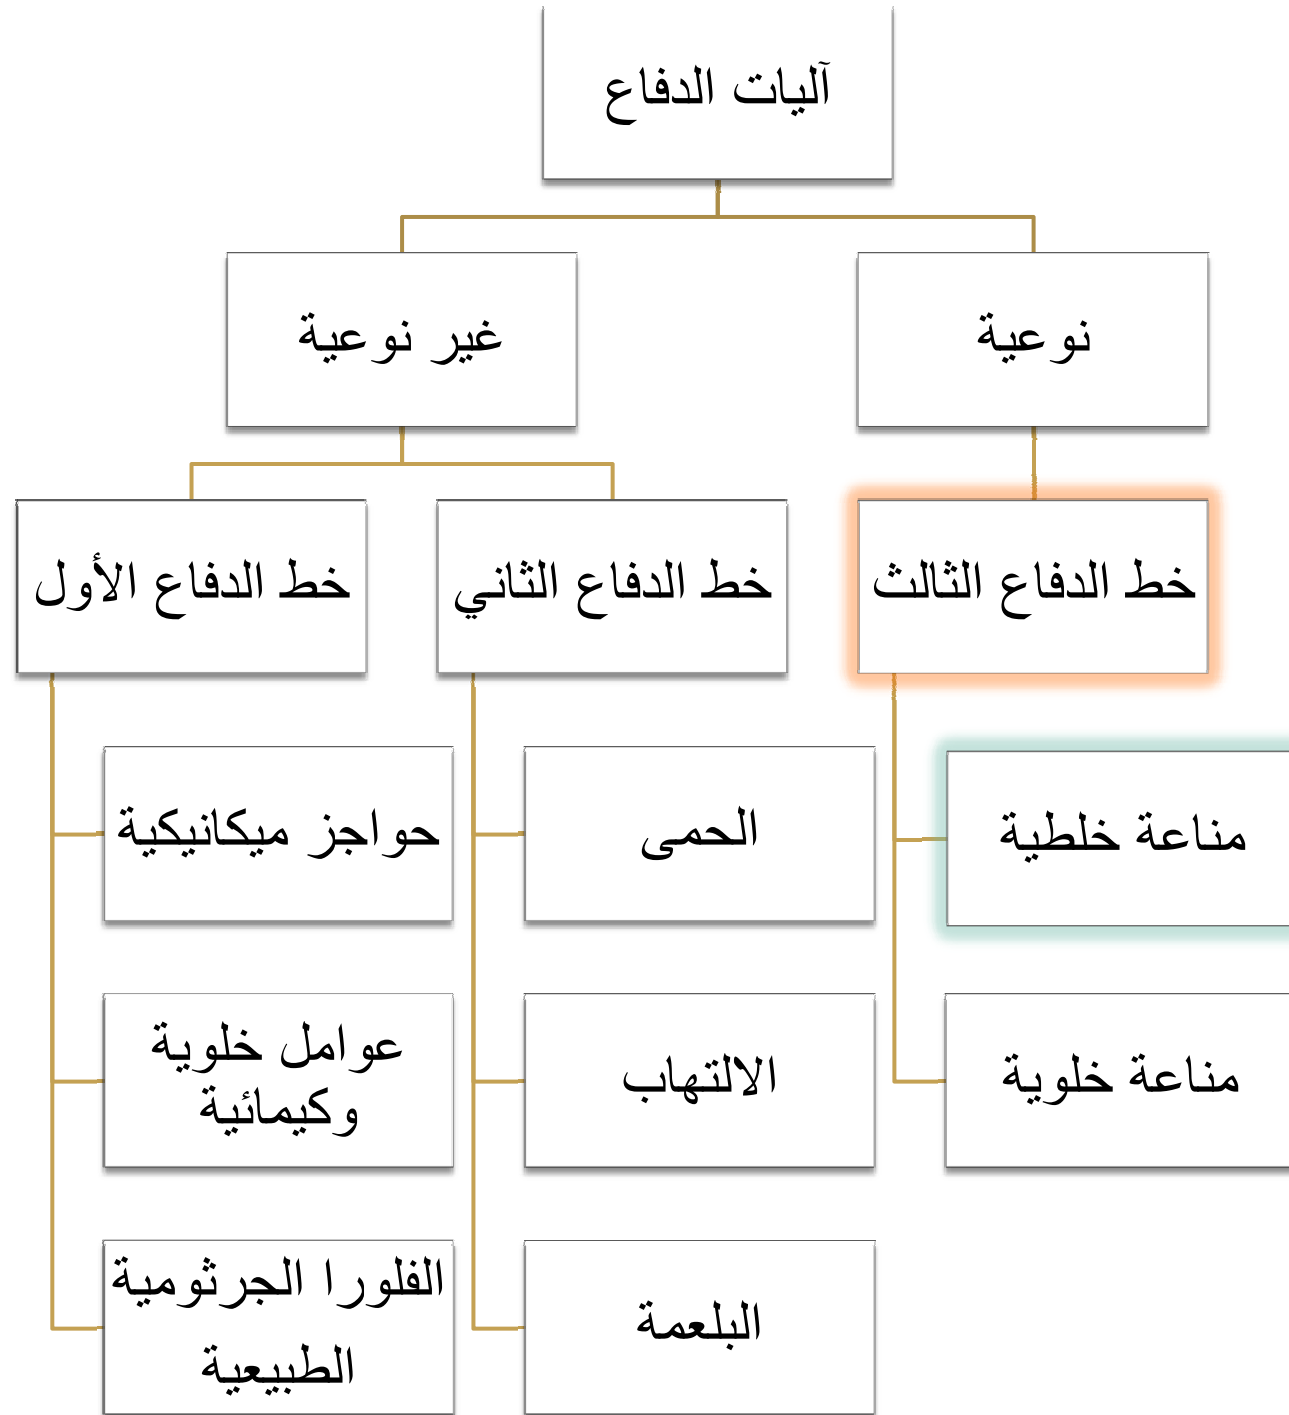 آليات الدفاع
نوعية
غير نوعية
خط الدفاع الثالث
خط الدفاع الثاني
خط الدفاع الأول
مناعة خلطية
الحمى
حواجز ميكانيكية
مناعة خلوية
الالتهاب
عوامل خلوية
وكيمائية
البلعمة
الفلورا الجرثومية
الطبيعية